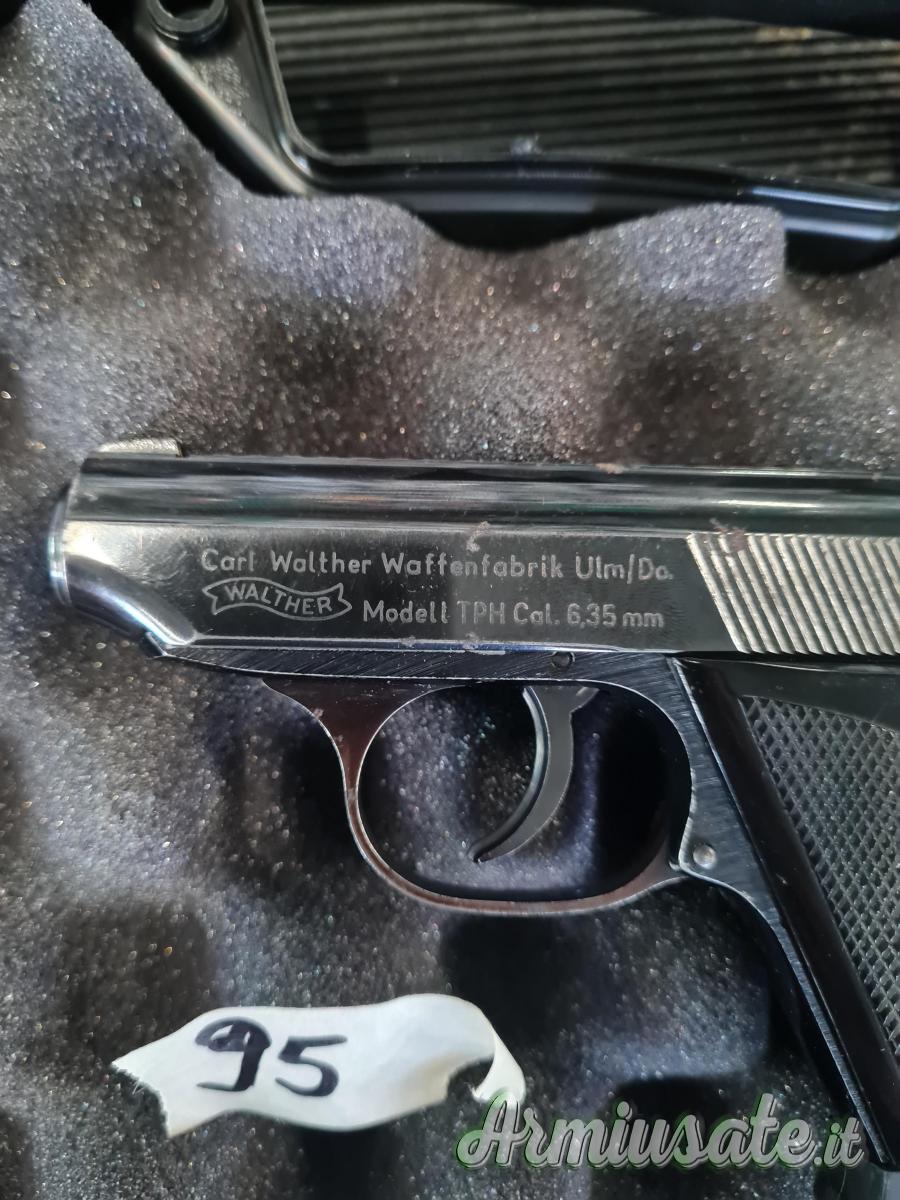 Carl Walther Waffenfabrik Ulm/Do.
WALTHER
Modell TPH Cal. 6,35 mm
95
Armiusate.it